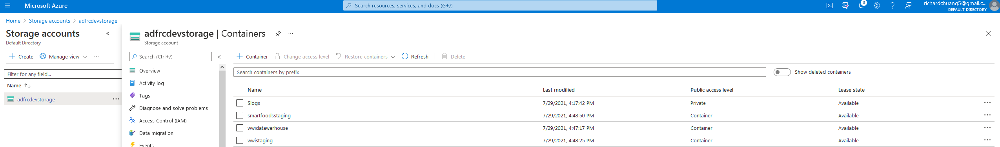 Microsoft Azure
Search resources, services, and docs (G+/)
8
richardchuang5@gmail.c...
DEFAULT DIRECTORY
Home > Storage accounts > adfrcdevstorage
Storage accounts «
Default Directory
+ Create Manage view ...
Filter for any field...
Name ↑↓
adfrcdevstorage ...
adfrcdevstorage | Containers ...
Storage account
Search (Ctrl+/) «
Overview
Activity log
Tags
Diagnose and solve problems
Access Control (IAM)
Data migration
Events
+ Container Change access level Restore containers Refresh | Delete
Search containers by prefix Show deleted containers
Name Last modified Public access level Lease state
$logs 7/29/2021, 4:17:42 PM Private Available ...
smartfoodsstaging 7/29/2021, 4:48:50 PM Container Available ...
wwidatawarhouse 7/29/2021, 4:47:17 PM Container Available ...
wwistaging 7/29/2021, 4:48:25 PM Container Available ...